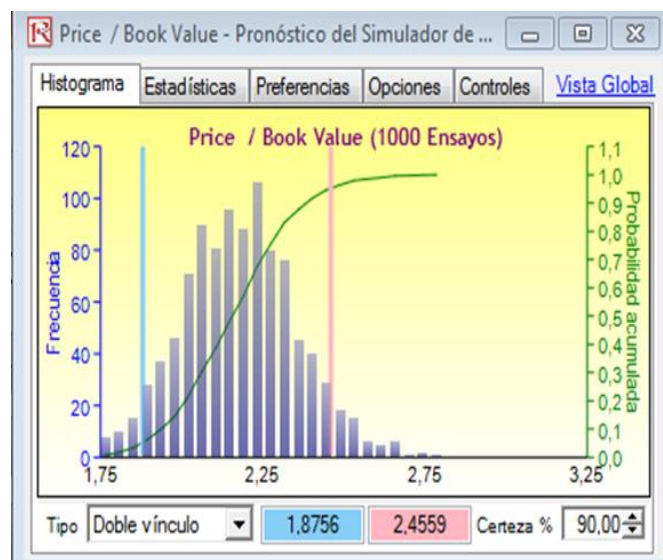 Price / Book Value - Pronóstico del Simulador de ...
Histograma Estadísticas Preferencias Opciones Controles Vista Global
Price / Book Value (1000 Ensayos)
Frecuencia
120
100
80
60
40
20
0
1,75 2,25 2,75 3,25
1,1
1,0
0,9
0,8
0,7
0,6
0,5
0,4
0,3
0,2
0,1
0,0
Probabilidad acumulada
Tipo Doble vínculo 1,8756 2,4559 Certeza % 90,00